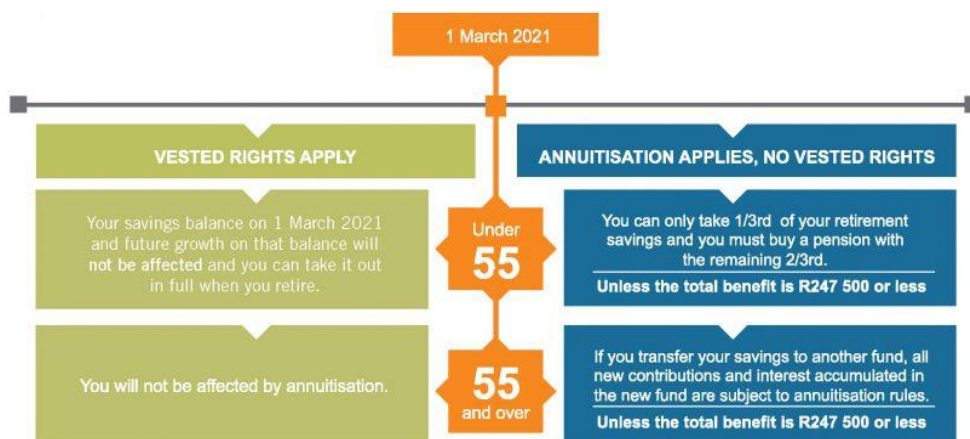 1 March 2021
VESTED RIGHTS APPLY
ANNUITISATION APPLIES, NO VESTED RIGHTS
Your savings balance on 1 March 2021
and future growth on that balance will
not be affected and you can take it out
in full when you retire.
Under
55
You can only take 1/3rd of your retirement
savings and you must buy a pension with
the remaining 2/3rd.
Unless the total benefit is R247 500 or less
You will not be affected by annuitisation.
55
and over
If you transfer your savings to another fund, all
new contributions and interest accumulated in
the new fund are subject to annuitisation rules.
Unless the total benefit is R247 500 or less